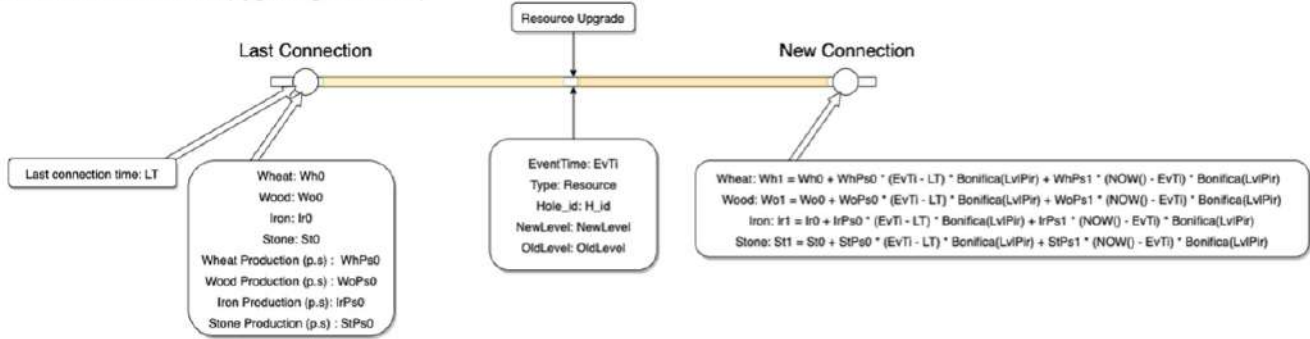 Resource Upgrade
Last Connection
New Connection
Last connection time: LT
Wheat: Wh0
Wood: Wo0
Iron: Ir0
Stone: St0
Wheat Production (p.s) : WhPs0
Wood Production (p.s) : WoPs0
Iron Production (p.s): IrPs0
Stone Production (p.s) : StPs0
EventTime: EvTi
Type: Resource
Hole_id: H_id
NewLevel: NewLevel
OldLevel: OldLevel
Wheat: Wh1 = Wh0 + WhPs0 * (EvTi - LT) * Bonifica(LvlPir) + WhPs1 * (NOW() - EvTi) * Bonifica(LvlPir)
Wood: Wo1 = Wo0 + WoPs0 * (EvTi - LT) * Bonifica(LvlPir) + WoPs1 * (NOW() - EvTi) * Bonifica(LvlPir)
Iron: Ir1 = Ir0 + IrPs0 * (EvTi - LT) * Bonifica(LvlPir) + IrPs1 * (NOW() - EvTi) * Bonifica(LvlPir)
Stone: St1 = St0 + StPs0 * (EvTi - LT) * Bonifica(LvlPir) + StPs1 * (NOW() - EvTi) * Bonifica(LvlPir)